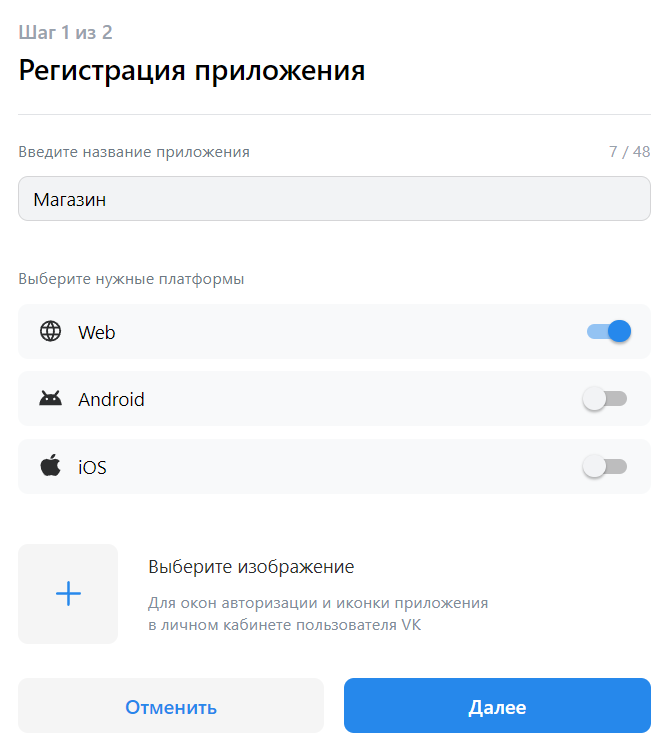 Шаг 1 из 2
Регистрация приложения
Введите название приложения 7 / 48
Магазин
Выберите нужные платформы
Web
Android
iOS
Выберите изображение
Для окон авторизации и иконки приложения
в личном кабинете пользователя VK
Отменить Далее